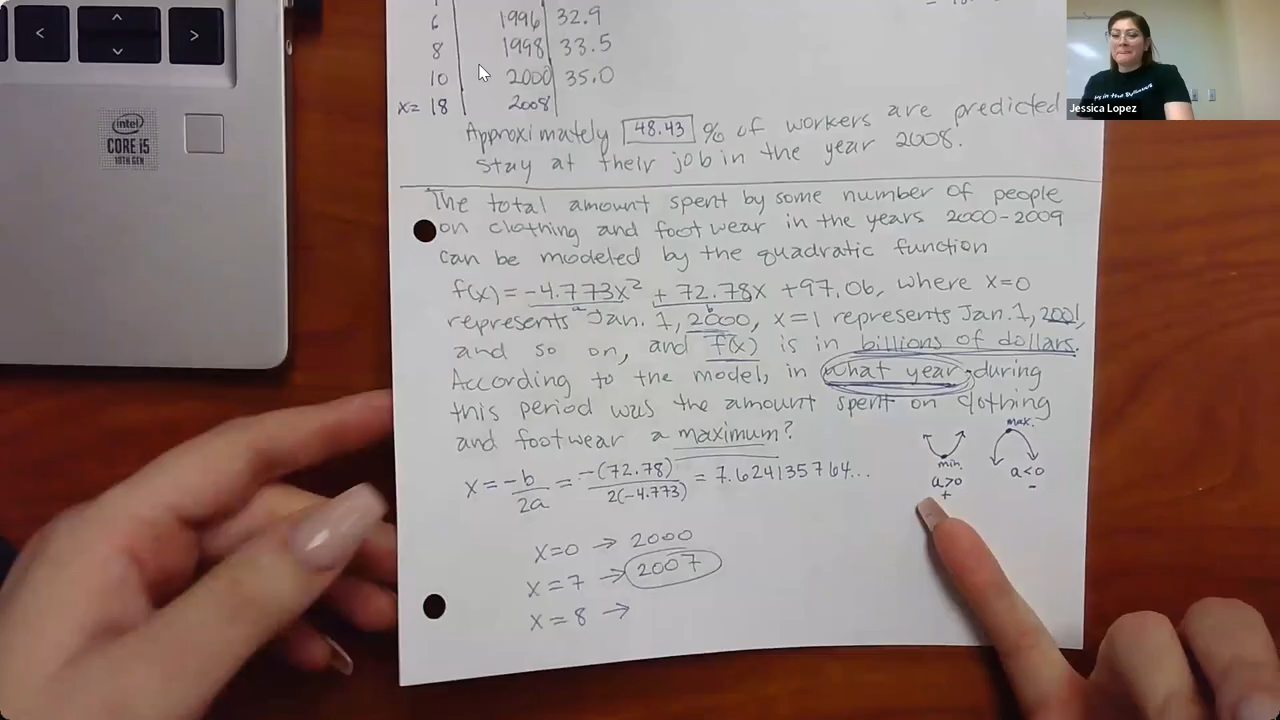 6 1996 32.9
8 1998 33.5
10 2000 35.0
x= 18 2008
Approximately 48.43 % of workers are predicted
stay at their job in the year 2008.
The total amount spent by some number of people
on clothing and footwear in the years 2000-2009
can be modeled by the quadratic function
f(x)= -4.773x² + 72.78x +97.06, where x=0
a b
represents Jan. 1, 2000, x=1 represents Jan. 1, 2001,
and so on, and f(x) is in billions of dollars.
According to the model, in what year during
this period was the amount spent on clothing
and footwear a maximum?
x= -b/2a = -(72.78)/2(-4.773) = 7.624135764...
min.
a>0
+
max.
a<0
-
x=0 → 2000
x=7 → 2007
x=8 →
intel
CORE i5
10TH GEN
Jessica Lopez